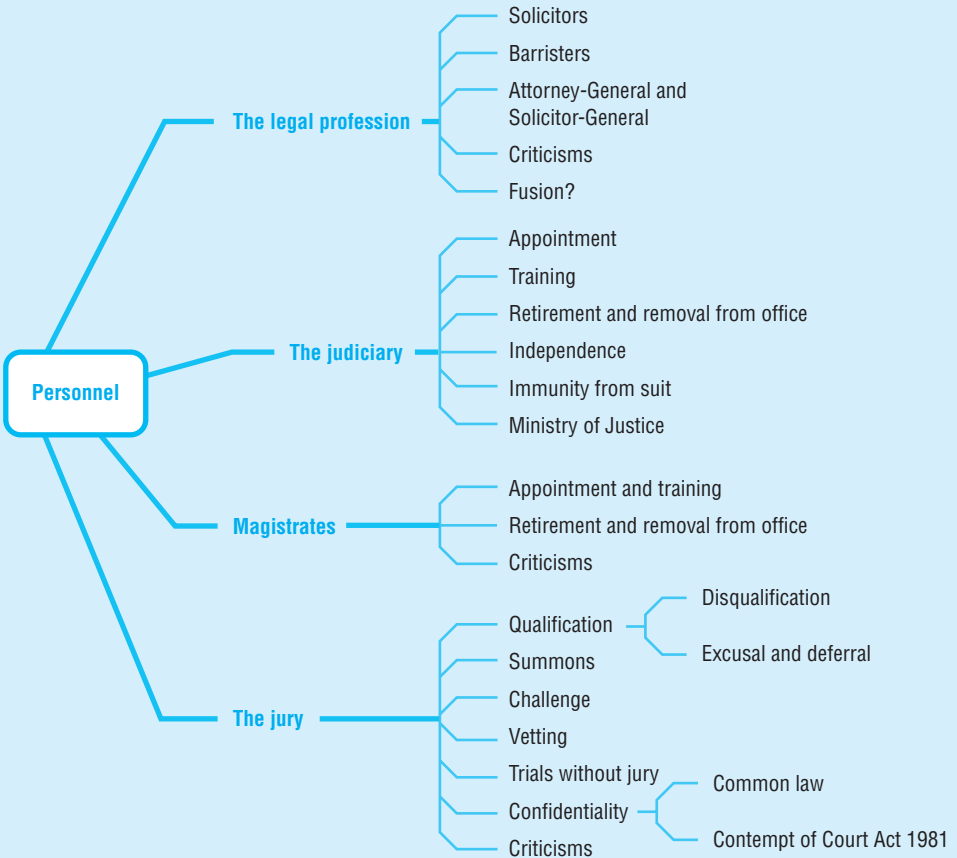 Personnel
The legal profession
Solicitors
Barristers
Attorney-General and
Solicitor-General
Criticisms
Fusion?
The judiciary
Appointment
Training
Retirement and removal from office
Independence
Immunity from suit
Ministry of Justice
Magistrates
Appointment and training
Retirement and removal from office
Criticisms
The jury
Qualification
Disqualification
Excusal and deferral
Summons
Challenge
Vetting
Trials without jury
Confidentiality
Common law
Contempt of Court Act 1981
Criticisms